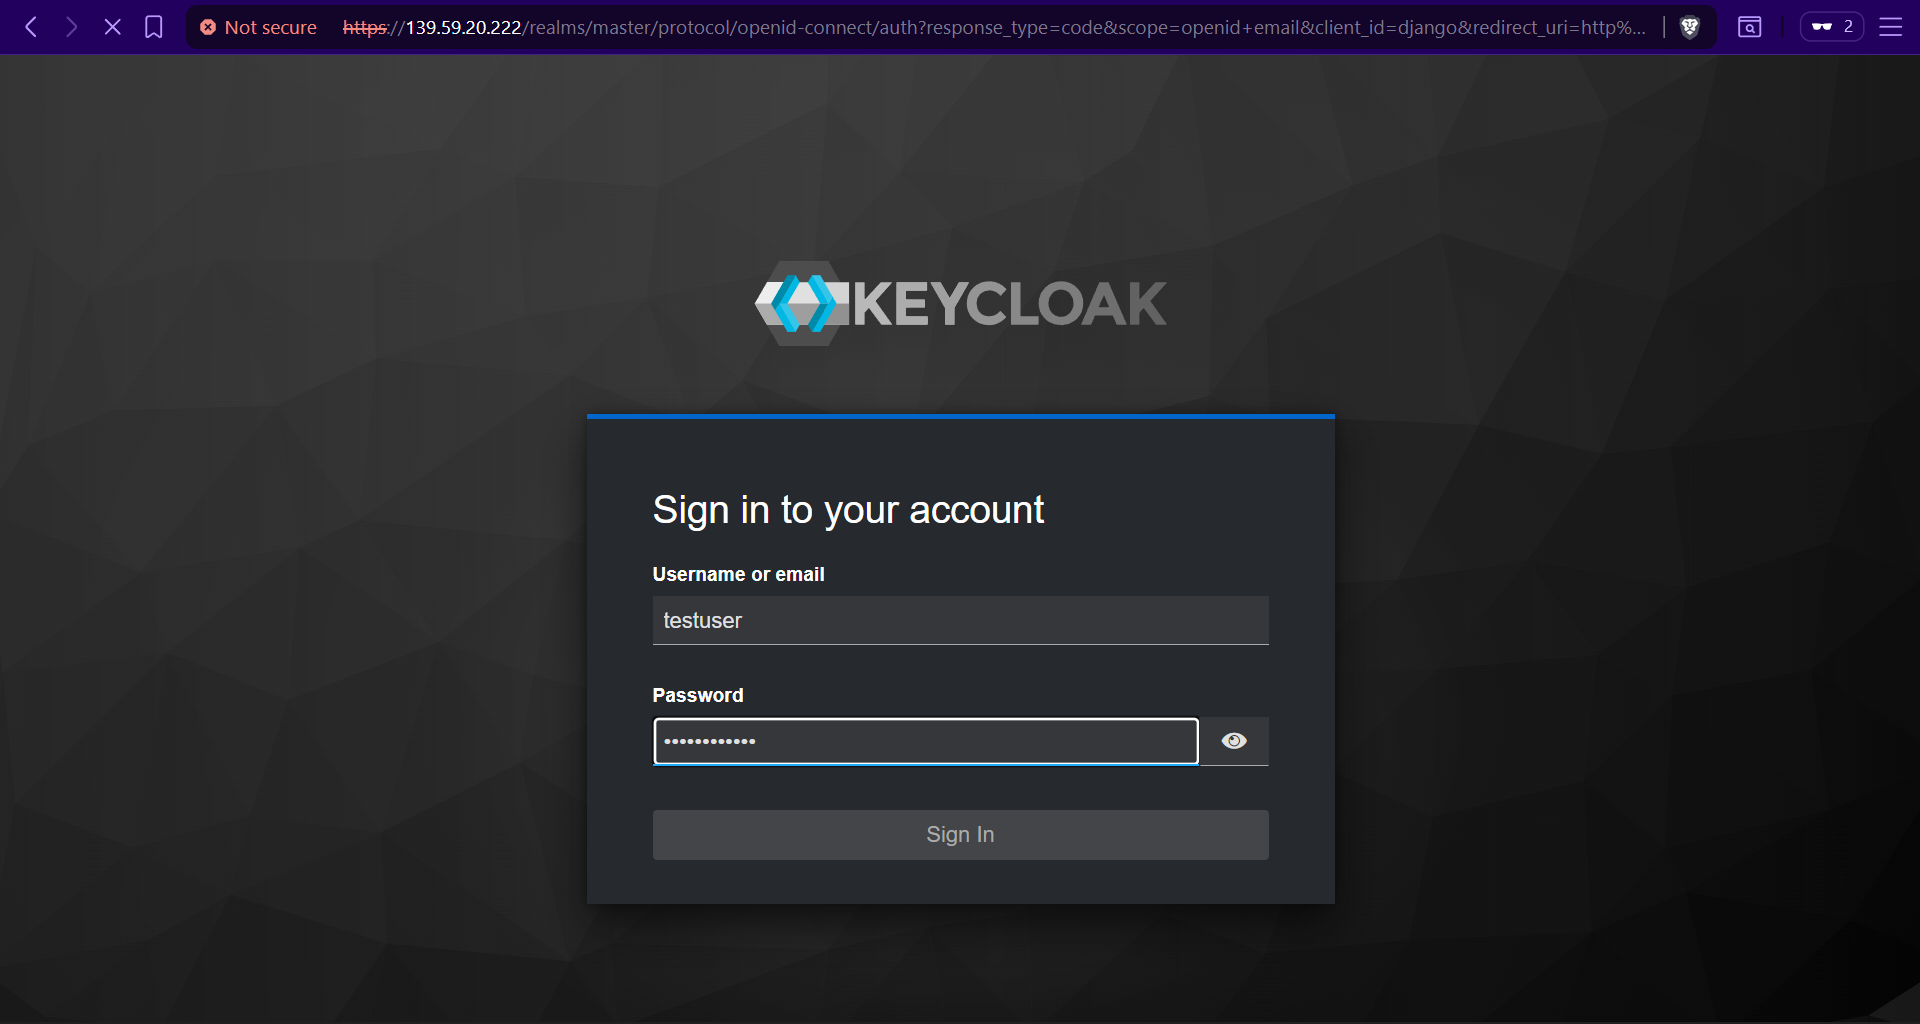 Not secure https://139.59.20.222/realms/master/protocol/openid-connect/auth?response_type=code&scope=openid+email&client_id=django&redirect_uri=http%... 2
KEYCLOAK
Sign in to your account
Username or email
testuser
Password
••••••••••••
Sign In